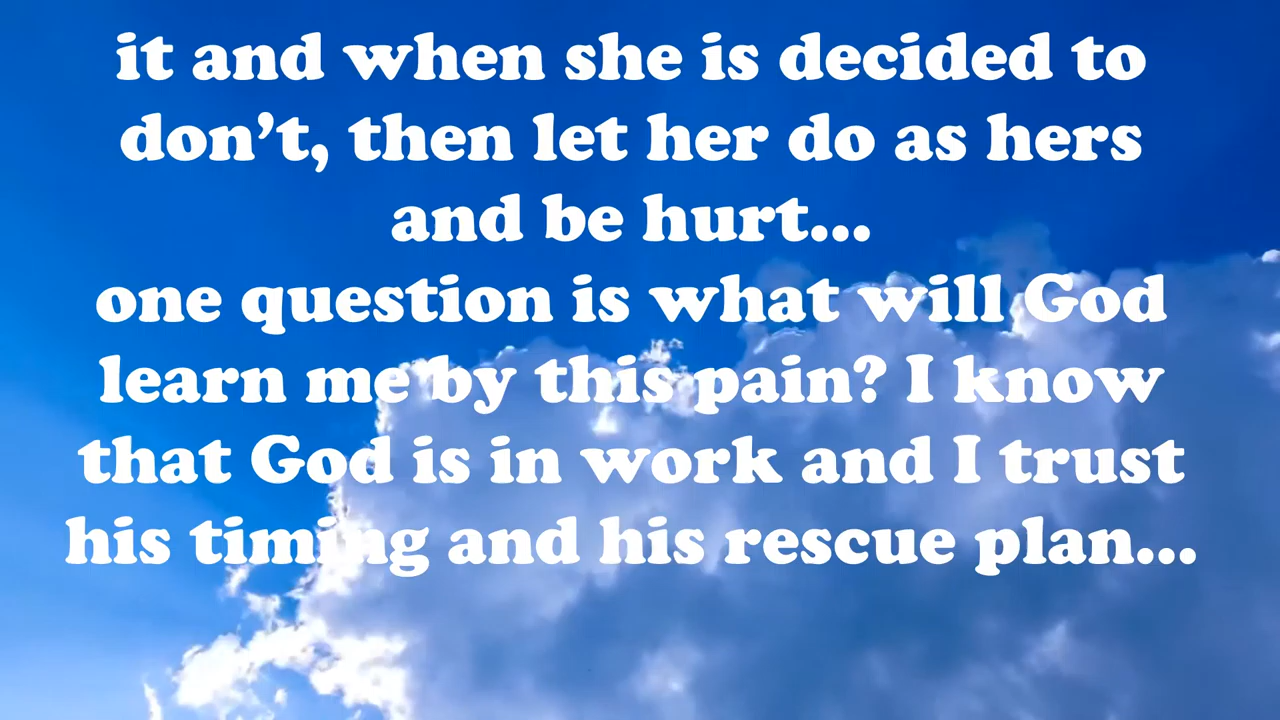 it and when she is decided to
don’t, then let her do as hers
and be hurt...
one question is what will God
learn me by this pain? I know
that God is in work and I trust
his timing and his rescue plan...